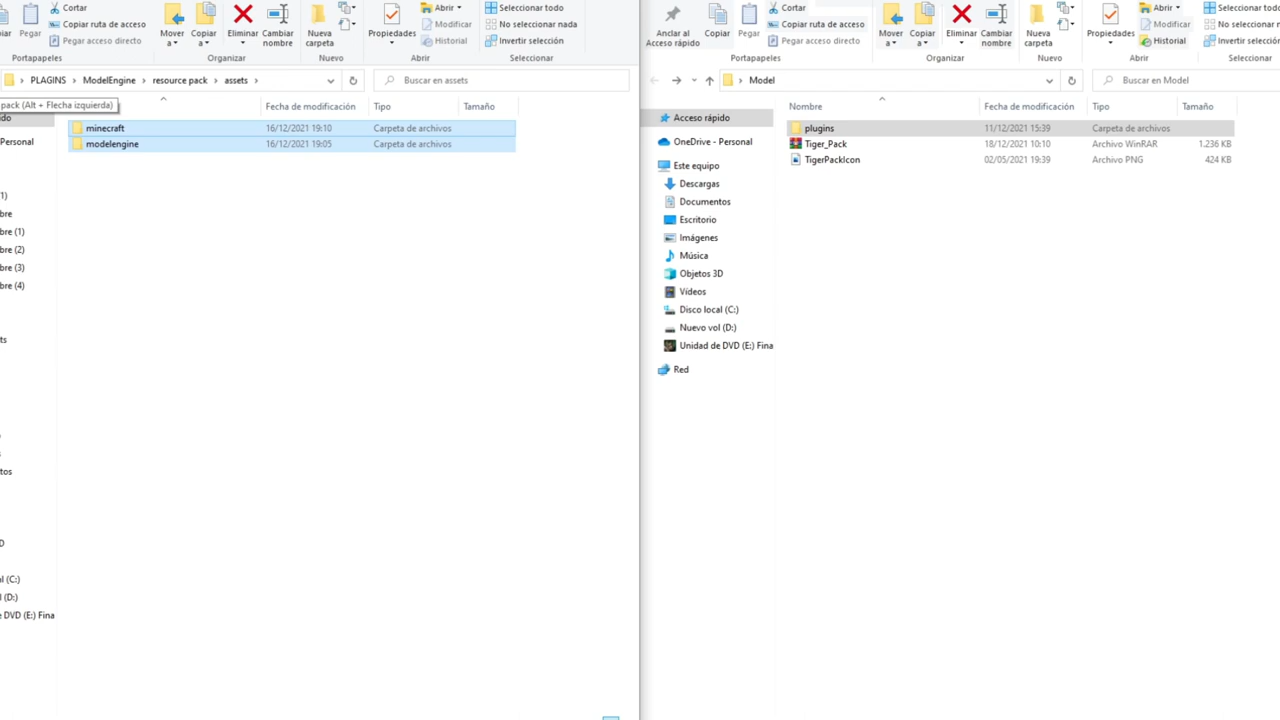 Cortar
Copiar ruta de acceso
Pegar
Pegar acceso directo
Portapapeles
Mover a
Copiar a
Eliminar
Cambiar nombre
Organizar
Nueva carpeta
Nuevo
Propiedades
Abrir
Modificar
Historial
Abrir
Seleccionar todo
No seleccionar nada
Invertir selección
Seleccionar
PLAGINS > ModelEngine > resource pack > assets >
Buscar en assets
pack (Alt + Flecha izquierda)
Fecha de modificación Tipo Tamaño
minecraft 16/12/2021 19:10 Carpeta de archivos
modelengine 16/12/2021 19:05 Carpeta de archivos
do
Personal
(1)
bre
bre (1)
bre (2)
bre (3)
bre (4)
ts
tos
D
l (C:)
l (D:)
e DVD (E:) Fina
Anclar al Acceso rápido
Copiar
Pegar
Cortar
Copiar ruta de acceso
Pegar acceso directo
Portapapeles
Mover a
Copiar a
Eliminar
Cambiar nombre
Organizar
Nueva carpeta
Nuevo
Propiedades
Abrir
Modificar
Historial
Abrir
Seleccionar todo
No seleccionar nada
Invertir selección
Seleccionar
> Model
Buscar en Model
Nombre Fecha de modificación Tipo Tamaño
plugins 11/12/2021 15:39 Carpeta de archivos
Tiger_Pack 18/12/2021 10:10 Archivo WinRAR 1.236 KB
TigerPackIcon 02/05/2021 19:39 Archivo PNG 424 KB
Acceso rápido
OneDrive - Personal
Este equipo
Descargas
Documentos
Escritorio
Imágenes
Música
Objetos 3D
Vídeos
Disco local (C:)
Nuevo vol (D:)
Unidad de DVD (E:) Fina
Red